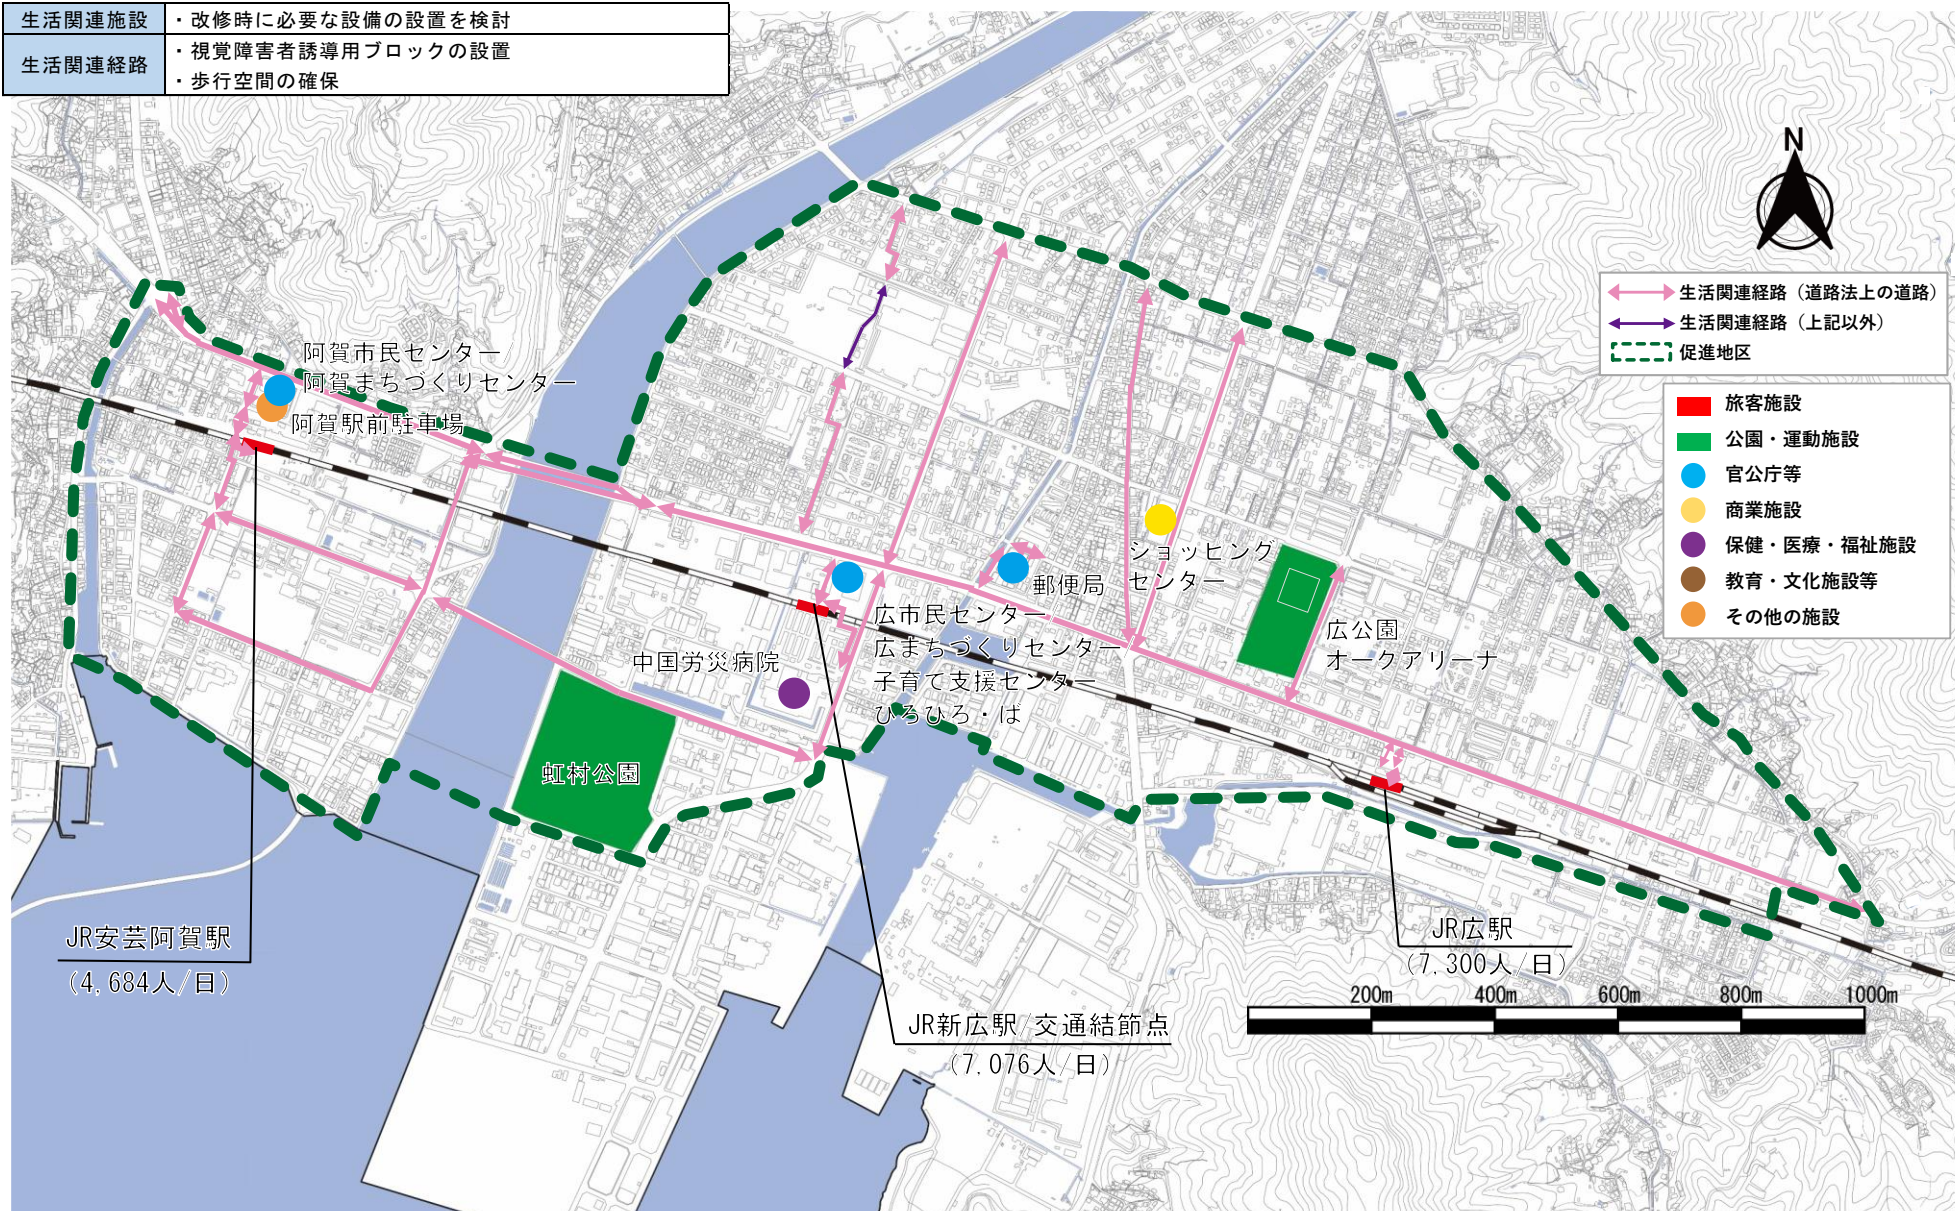 生活関連施設
・改修時に必要な設備の設置を検討
生活関連経路
・視覚障害者誘導用ブロックの設置
・歩行空間の確保
N
生活関連経路（道路法上の道路）
生活関連経路（上記以外）
促進地区
旅客施設
公園・運動施設
官公庁等
商業施設
保健・医療・福祉施設
教育・文化施設等
その他の施設
阿賀市民センター
阿賀まちづくりセンター
阿賀駅前駐車場
ショッピング
センター
郵便局
広市民センター
広まちづくりセンター
子育て支援センター
ひろひろ・ば
中国労災病院
広公園
オークアリーナ
虹村公園
JR安芸阿賀駅
(4,684人/日)
JR広駅
(7,300人/日)
JR新広駅/交通結節点
(7,076人/日)
200m
400m
600m
800m
1000m